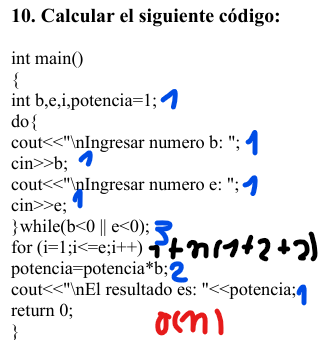 10. Calcular el siguiente código:
int main()
{
int b,e,i,potencia=1; 1
do{
cout<<"\nIngresar numero b: "; 1
cin>>b; 1
cout<<"\nIngresar numero e: "; 1
cin>>e; 1
}while(b<0 || e<0); 3
for (i=1;i<=e;i++) 1+n(1+2+2)
potencia=potencia*b; 2
cout<<"\nEl resultado es: "<<potencia; 1
return 0; O(n)
}